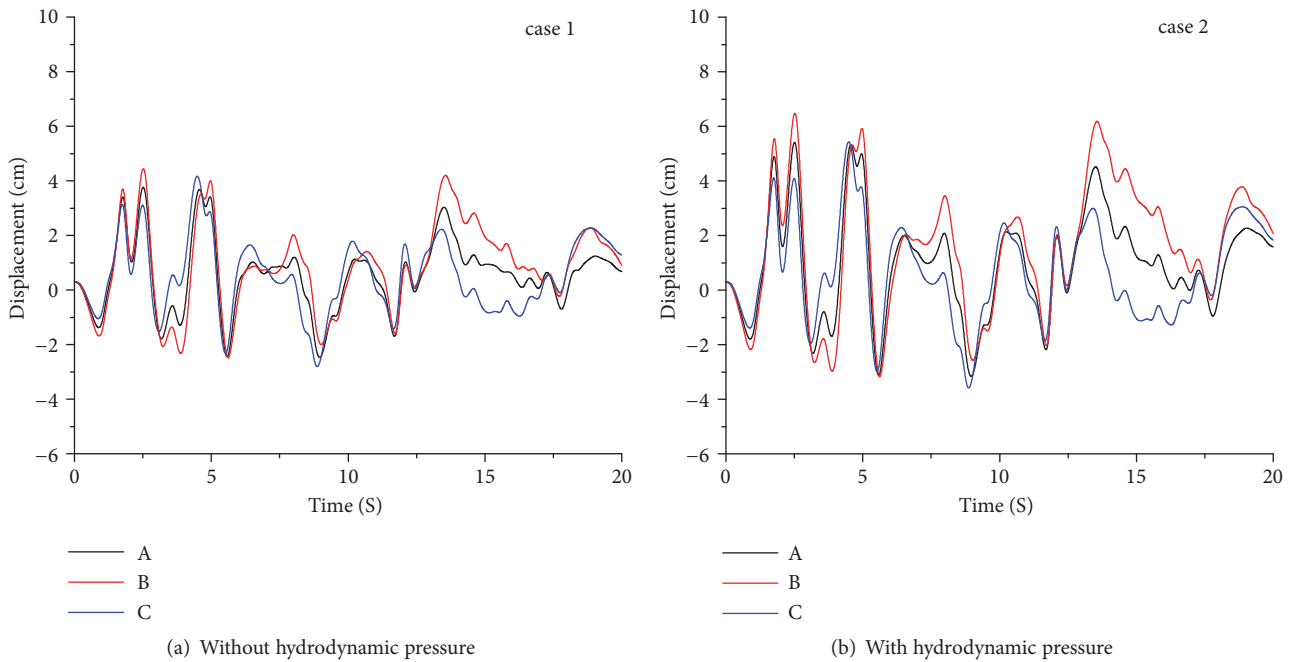 10
8
6
4
2
0
−2
−4
−6
Displacement (cm)
case 1
0
5
10
15
20
Time (S)
A
B
C
(a) Without hydrodynamic pressure
10
8
6
4
2
0
−2
−4
−6
Displacement (cm)
case 2
0
5
10
15
20
Time (S)
A
B
C
(b) With hydrodynamic pressure